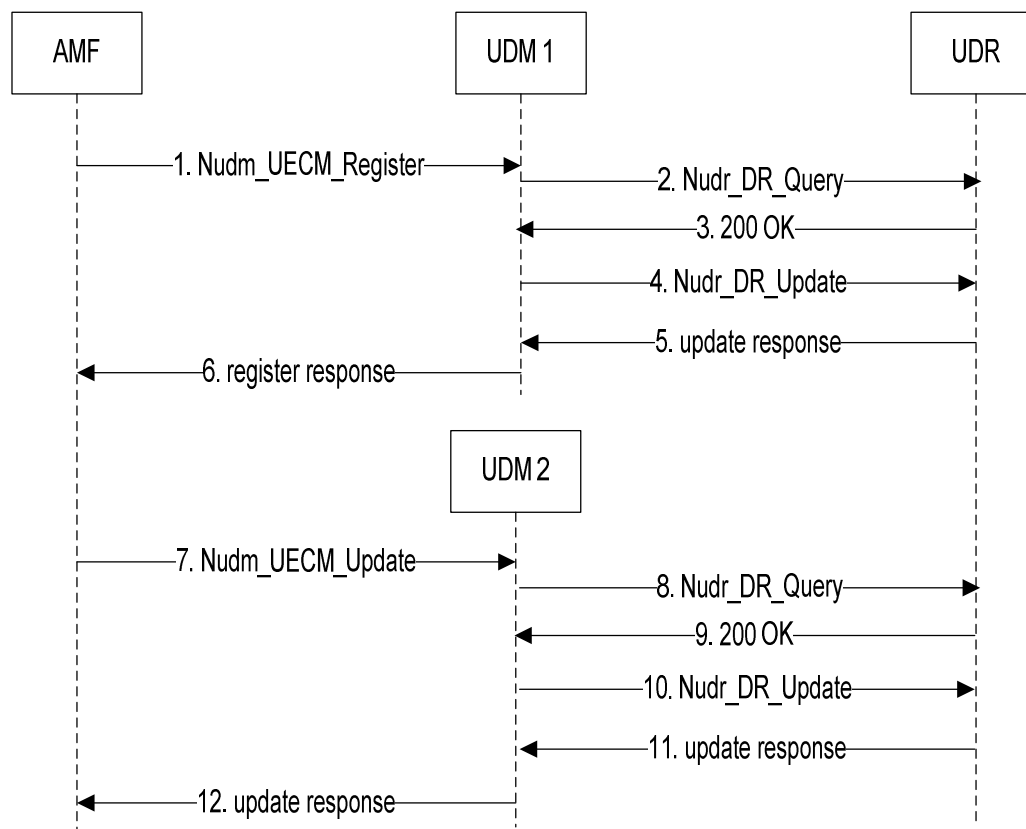 AMF
UDM 1
UDR
1. Nudm_UECM_Register
2. Nudr_DR_Query
3. 200 OK
4. Nudr_DR_Update
5. update response
6. register response
UDM 2
7. Nudm_UECM_Update
8. Nudr_DR_Query
9. 200 OK
10. Nudr_DR_Update
11. update response
12. update response